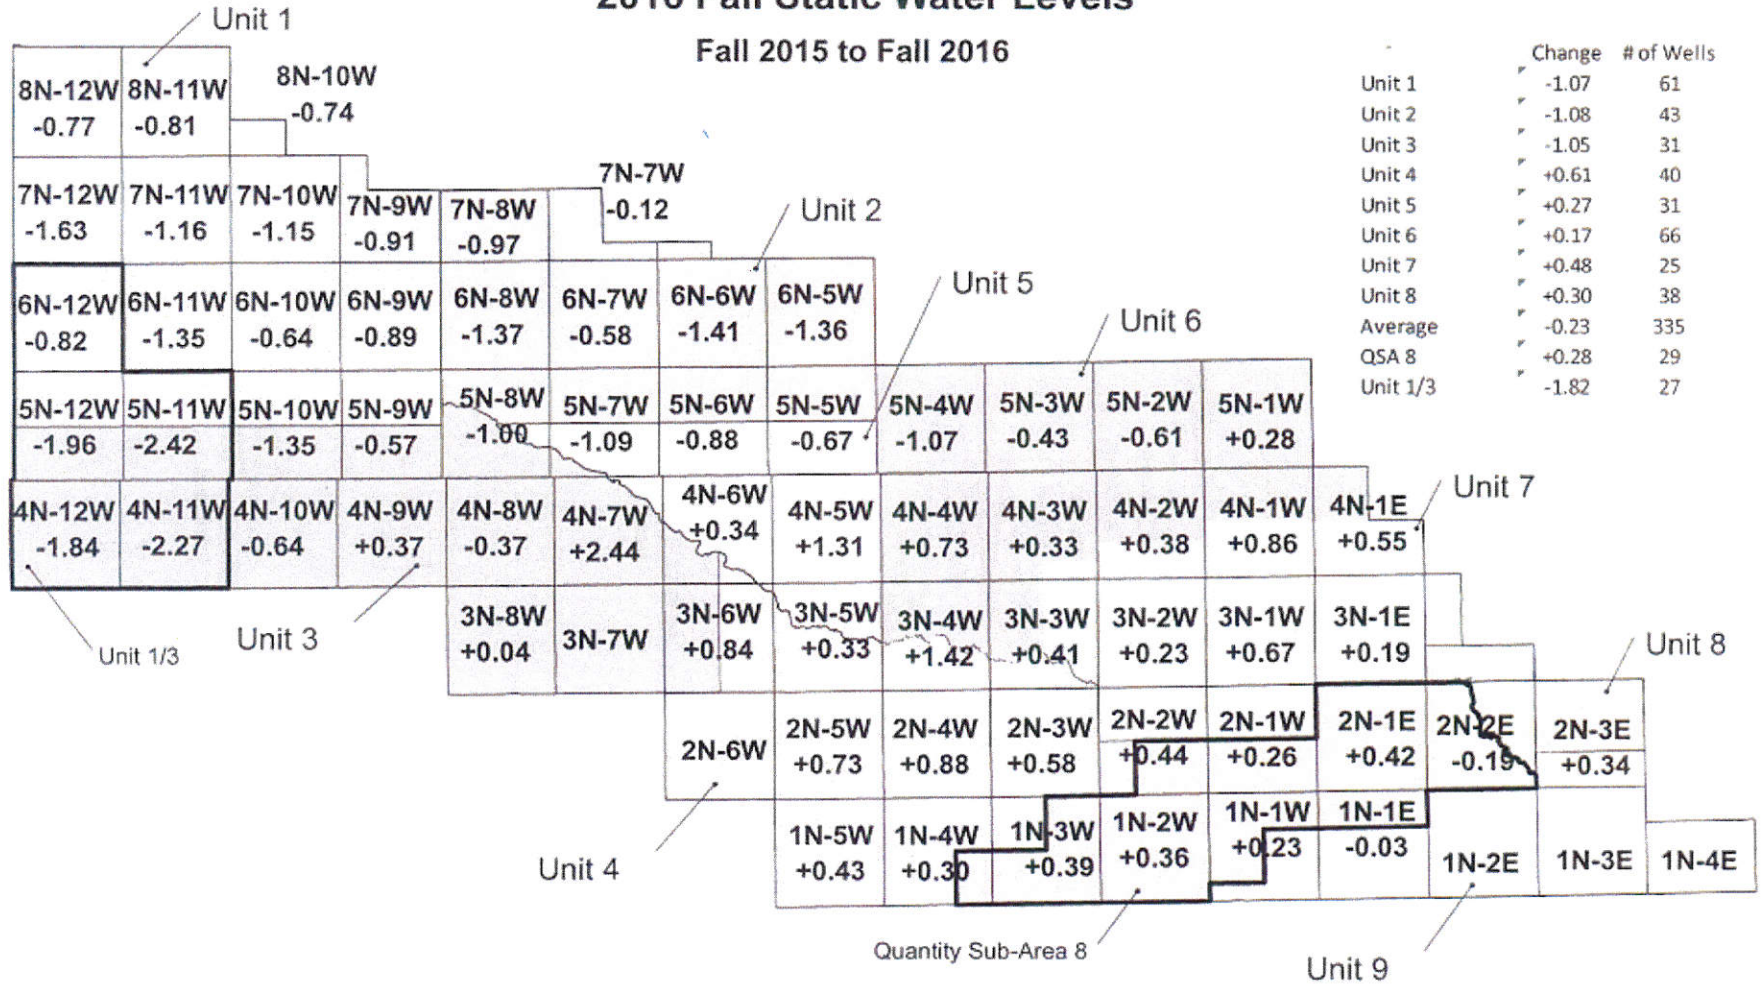 2016 Fall Static Water Levels
Fall 2015 to Fall 2016
Change # of Wells
Unit 1 -1.07 61
Unit 2 -1.08 43
Unit 3 -1.05 31
Unit 4 +0.61 40
Unit 5 +0.27 31
Unit 6 +0.17 66
Unit 7 +0.48 25
Unit 8 +0.30 38
Average -0.23 335
QSA 8 +0.28 29
Unit 1/3 -1.82 27
Unit 1
8N-12W 8N-11W 8N-10W
-0.77 -0.81 -0.74
7N-12W 7N-11W 7N-10W 7N-9W 7N-8W 7N-7W
-1.63 -1.16 -1.15 -0.91 -0.97 -0.12
Unit 2
6N-12W 6N-11W 6N-10W 6N-9W 6N-8W 6N-7W 6N-6W 6N-5W
-0.82 -1.35 -0.64 -0.89 -1.37 -0.58 -1.41 -1.36
Unit 5
Unit 6
5N-12W 5N-11W 5N-10W 5N-9W 5N-8W 5N-7W 5N-6W 5N-5W 5N-4W 5N-3W 5N-2W 5N-1W
-1.96 -2.42 -1.35 -0.57 -1.00 -1.09 -0.88 -0.67 -1.07 -0.43 -0.61 +0.28
4N-12W 4N-11W 4N-10W 4N-9W 4N-8W 4N-7W 4N-6W 4N-5W 4N-4W 4N-3W 4N-2W 4N-1W 4N-1E
-1.84 -2.27 -0.64 +0.37 -0.37 +2.44 +0.34 +1.31 +0.73 +0.33 +0.38 +0.86 +0.55
Unit 7
3N-8W 3N-7W 3N-6W 3N-5W 3N-4W 3N-3W 3N-2W 3N-1W 3N-1E
+0.04 +0.84 +0.33 +1.42 +0.41 +0.23 +0.67 +0.19
Unit 1/3
Unit 3
Unit 8
2N-6W 2N-5W 2N-4W 2N-3W 2N-2W 2N-1W 2N-1E 2N-2E 2N-3E
+0.73 +0.88 +0.58 +0.44 +0.26 +0.42 -0.19 +0.34
1N-5W 1N-4W 1N-3W 1N-2W 1N-1W 1N-1E 1N-2E 1N-3E 1N-4E
+0.43 +0.30 +0.39 +0.36 +0.23 -0.03
Unit 4
Quantity Sub-Area 8
Unit 9